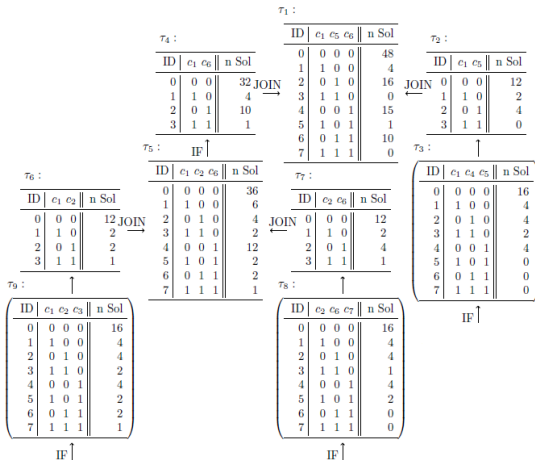 τ₄ :
ID c₁ c₆ n Sol
0 0 0 32
1 1 0 4
2 0 1 10
3 1 1 1
JOIN
→
τ₁ :
ID c₁ c₅ c₆ n Sol
0 0 0 0 48
1 1 0 0 4
2 0 1 0 16
3 1 1 0 0
4 0 0 1 15
5 1 0 1 1
6 0 1 1 10
7 1 1 1 0
JOIN
←
τ₂ :
ID c₁ c₅ n Sol
0 0 0 12
1 1 0 2
2 0 1 4
3 1 1 0
↑
IF ↑
τ₃ :
ID c₁ c₄ c₅ n Sol
0 0 0 0 16
1 1 0 0 4
2 0 1 0 4
3 1 1 0 2
4 0 0 1 4
5 1 0 1 0
6 0 1 1 0
7 1 1 1 0
IF ↑
τ₆ :
ID c₁ c₂ n Sol
0 0 0 12
1 1 0 2
2 0 1 2
3 1 1 1
JOIN
→
τ₅ :
ID c₁ c₂ c₆ n Sol
0 0 0 0 36
1 1 0 0 6
2 0 1 0 4
3 1 1 0 2
4 0 0 1 12
5 1 0 1 2
6 0 1 1 2
7 1 1 1 1
JOIN
←
τ₇ :
ID c₂ c₆ n Sol
0 0 0 12
1 1 0 2
2 0 1 4
3 1 1 1
↑
↑
τ₉ :
ID c₁ c₂ c₃ n Sol
0 0 0 0 16
1 1 0 0 4
2 0 1 0 4
3 1 1 0 2
4 0 0 1 4
5 1 0 1 2
6 0 1 1 2
7 1 1 1 1
IF ↑
τ₈ :
ID c₂ c₆ c₇ n Sol
0 0 0 0 16
1 1 0 0 4
2 0 1 0 4
3 1 1 0 1
4 0 0 1 4
5 1 0 1 2
6 0 1 1 0
7 1 1 1 0
IF ↑